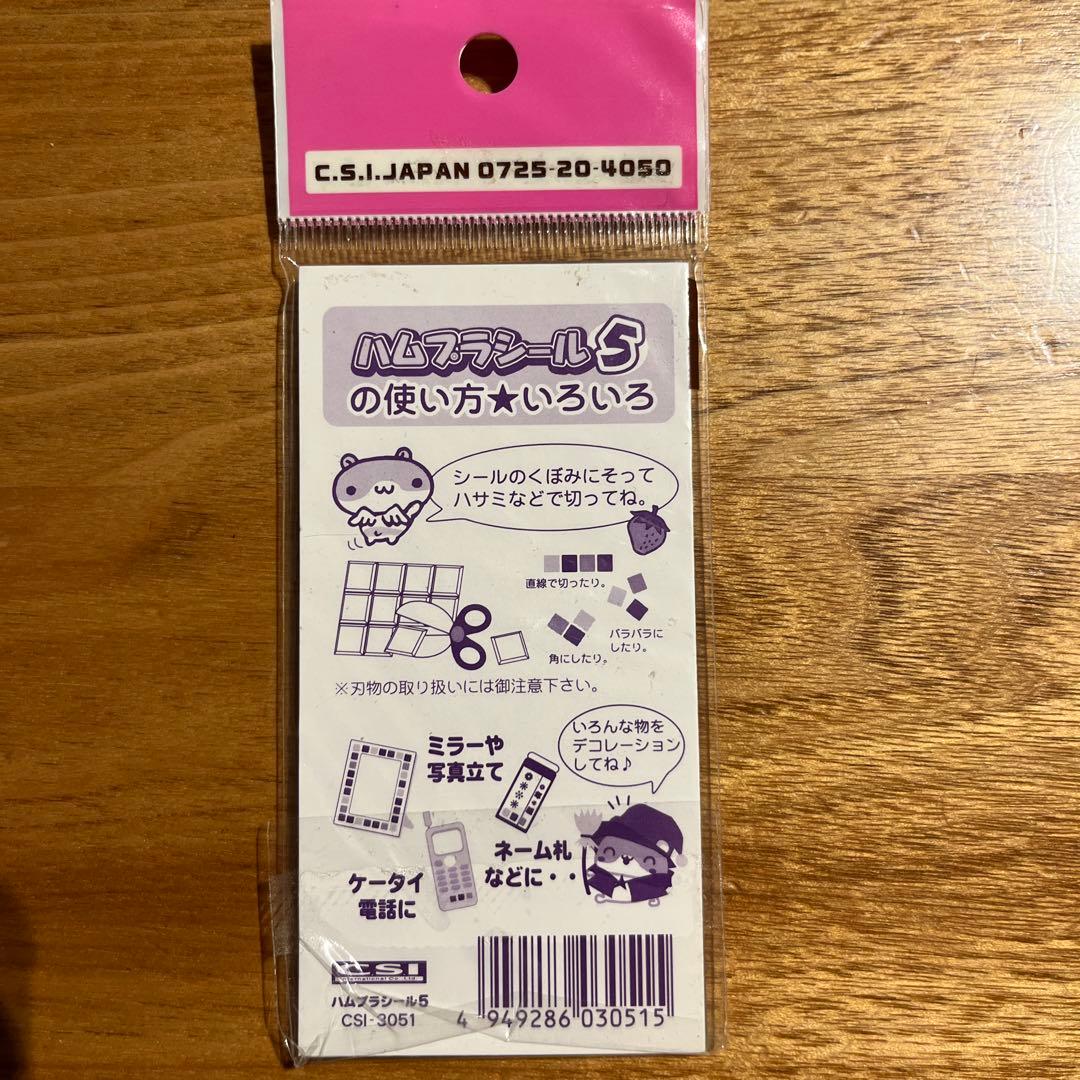 C.S.I.JAPAN 0725-20-4050
ハムプラシール5
の使い方★いろいろ
シールのくぼみにそって
ハサミなどで切ってね。
直線で切ったり。
バラバラに
したり。
角にしたり。
※刃物の取り扱いには御注意下さい。
いろんな物を
デコレーション
してね♪
ミラーや
写真立て
ネーム札
などに・・
ケータイ
電話に
CSI
International Co., Ltd.
ハムプラシール5
CSI-3051
4 949286 030515